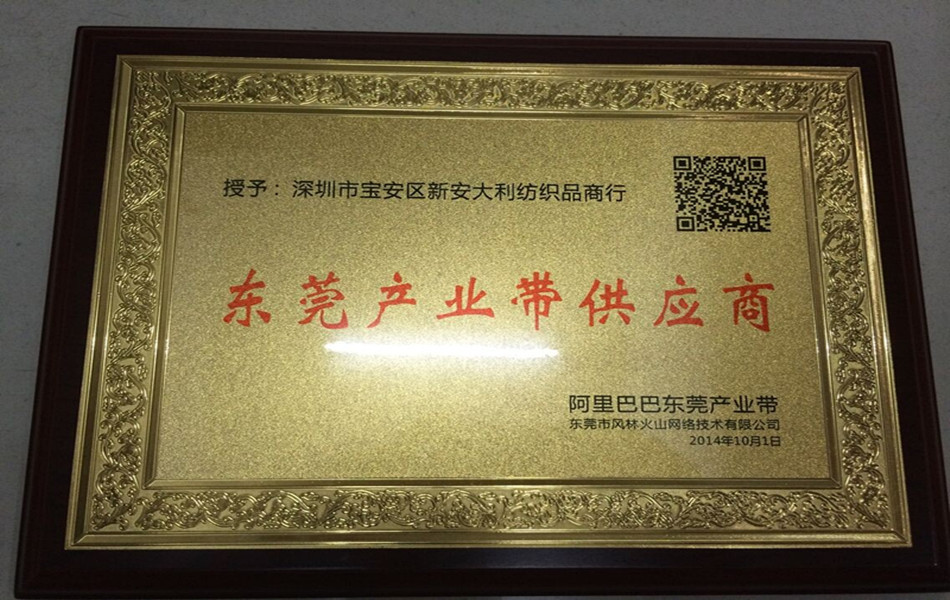 授予：深圳市宝安区新安大利纺织品商行
东莞产业带供应商
阿里巴巴东莞产业带
东莞市风林火山网络技术有限公司
2014年10月1日